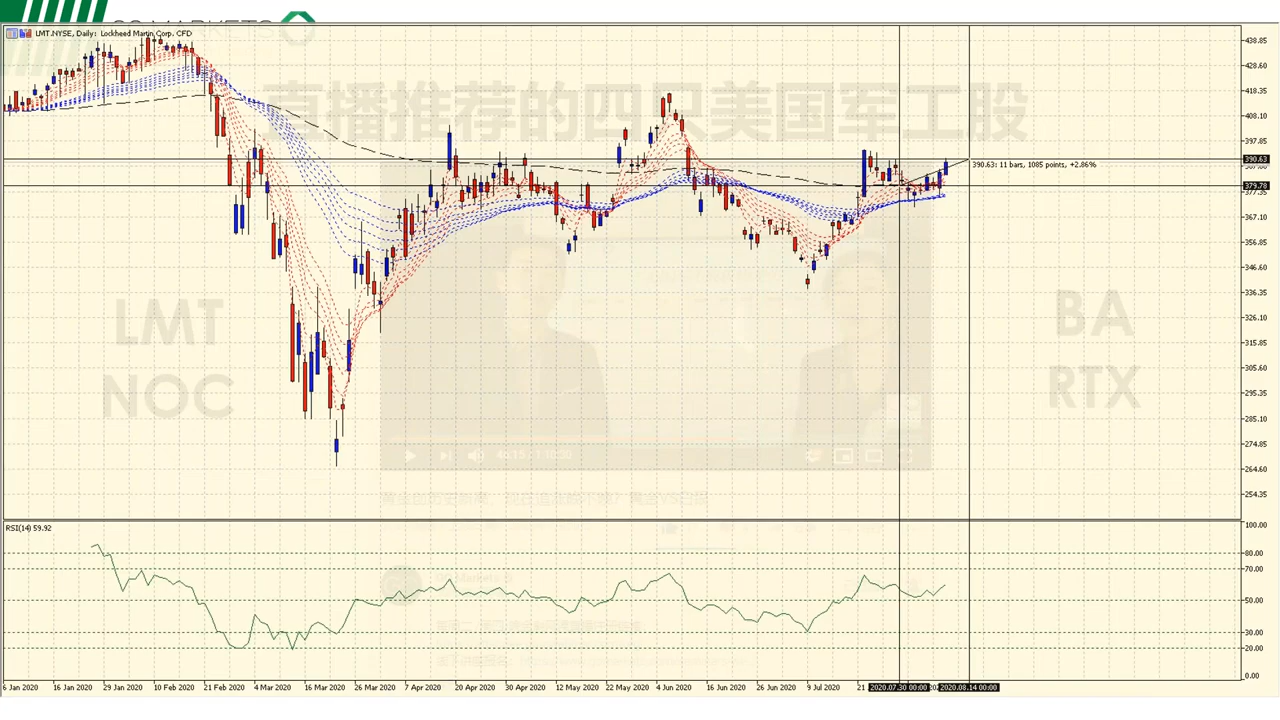 GO MARKETS
LMT.NYSE, Daily: Lockheed Martin Corp. CFD
直播推荐的四只美国军工股
438.85
428.60
418.35
408.10
397.85
390.63
390.63: 11 bars, 1085 points, +2.86%
379.78
377.35
367.10
356.85
346.60
336.35
326.10
315.85
305.60
295.35
285.10
274.85
264.60
254.35
LMT
NOC
BA
RTX
RSI(14) 59.92
100.00
80.00
70.00
50.00
30.00
20.00
0.00
6 Jan 2020 16 Jan 2020 29 Jan 2020 10 Feb 2020 21 Feb 2020 4 Mar 2020 16 Mar 2020 26 Mar 2020 7 Apr 2020 20 Apr 2020 30 Apr 2020 12 May 2020 22 May 2020 4 Jun 2020 16 Jun 2020 26 Jun 2020 9 Jul 2020 21 2020.07.30 00:00 2020.08.14 00:00